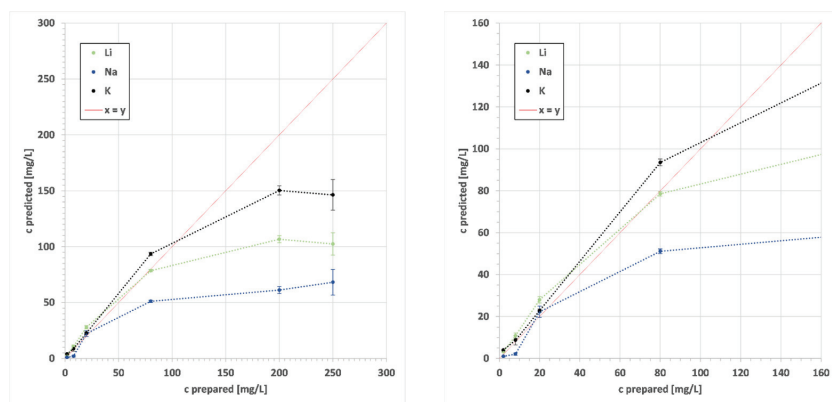 300
250
200
150
100
50
0
c predicted [mg/L]
Li
Na
K
x = y
0 50 100 150 200 250 300
c prepared [mg/L]
160
140
120
100
80
60
40
20
0
c predicted [mg/L]
Li
Na
K
x = y
0 20 40 60 80 100 120 140 160
c prepared [mg/L]